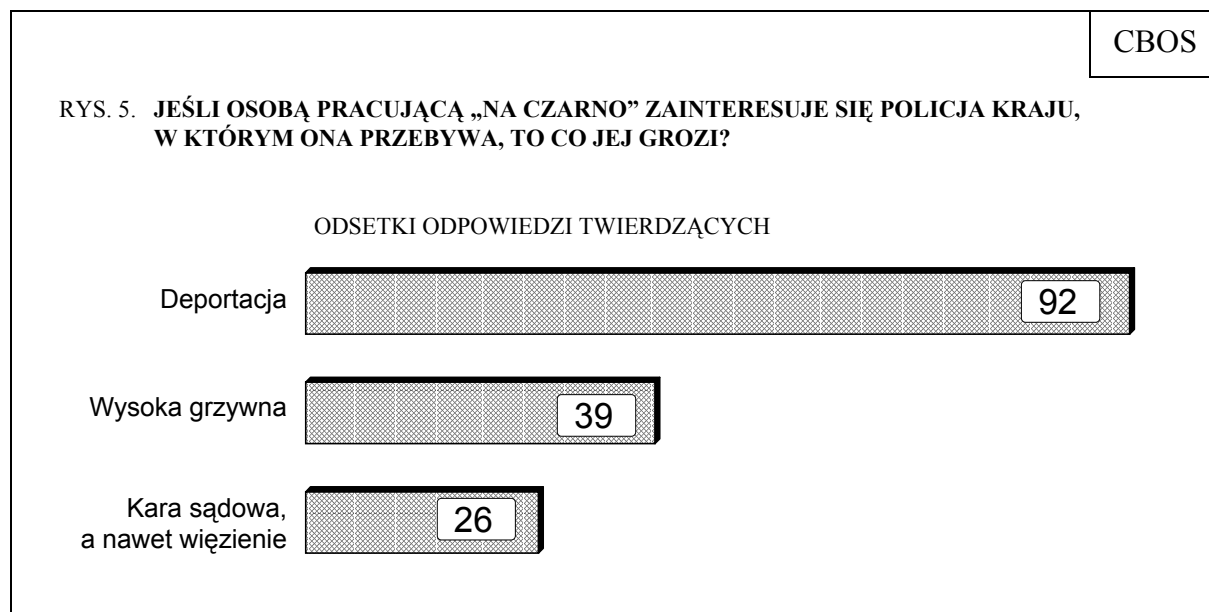 CBOS
RYS. 5. JEŚLI OSOBĄ PRACUJĄCĄ „NA CZARNO” ZAINTERESUJE SIĘ POLICJA KRAJU,
W KTÓRYM ONA PRZEBYWA, TO CO JEJ GROZI?
ODSETKI ODPOWIEDZI TWIERDZĄCYCH
Deportacja 92
Wysoka grzywna 39
Kara sądowa,
a nawet więzienie 26